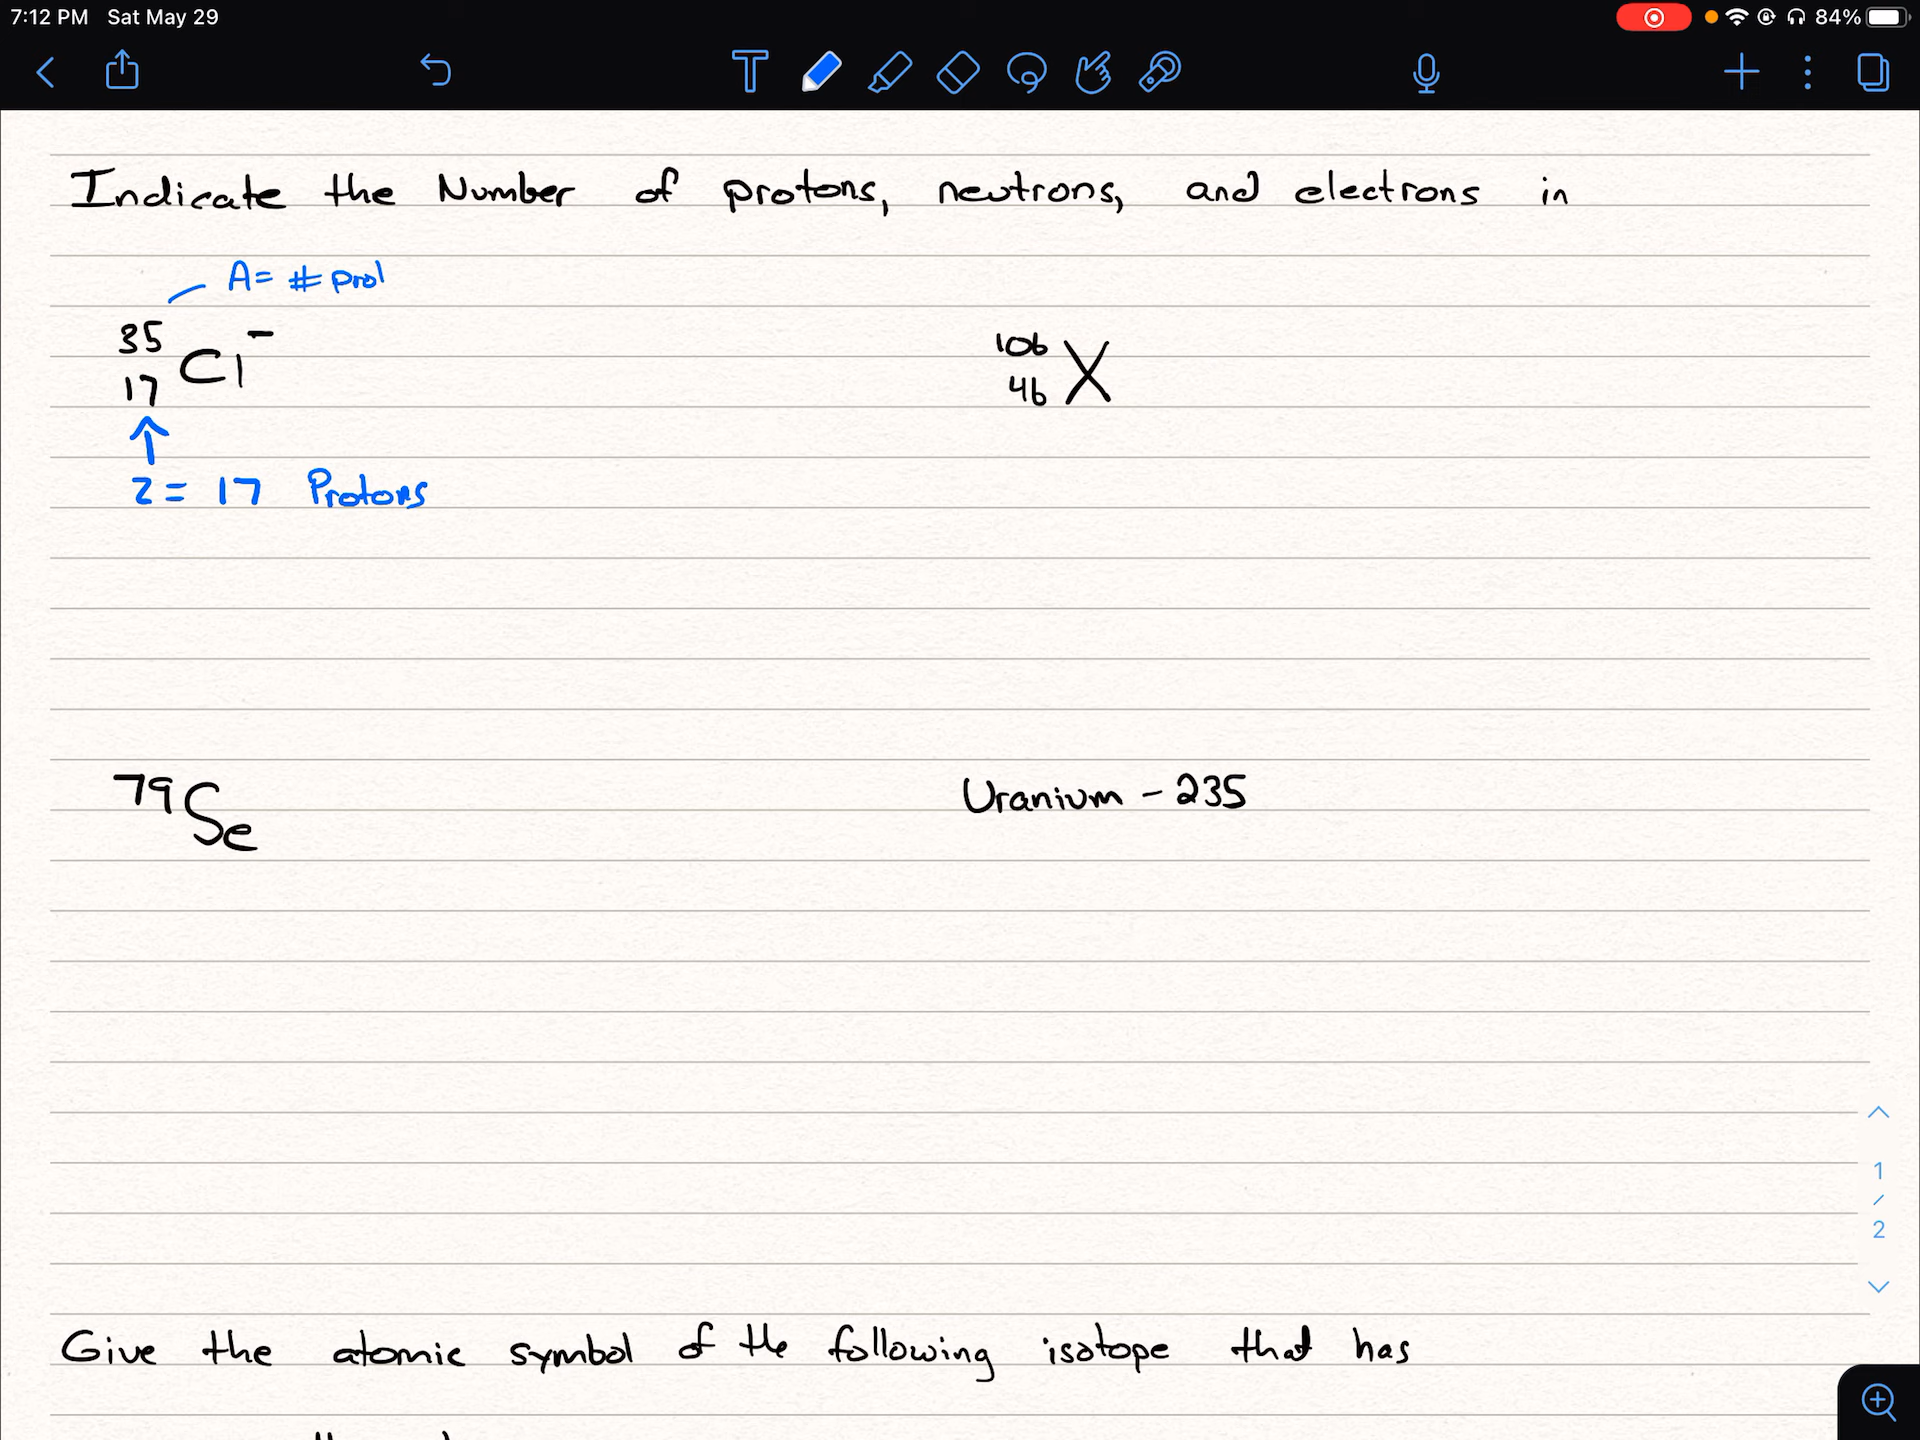 7:12 PM Sat May 29
84%
Indicate the Number of protons, neutrons, and electrons in
A= # prot
35
17 Cl⁻
106
46 X
Z = 17 Protons
79 Se
Uranium - 235
1
/
2
Give the atomic symbol of the following isotope that has